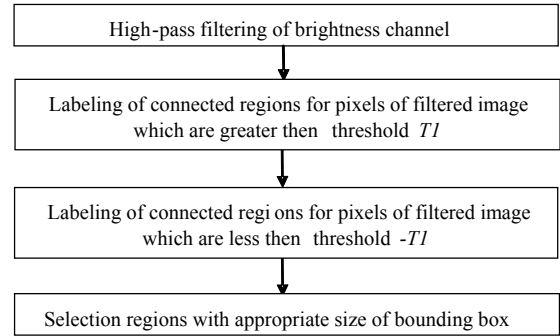 High-pass filtering of brightness channel
Labeling of connected regions for pixels of filtered image
which are greater then threshold T1
Labeling of connected regi ons for pixels of filtered image
which are less then threshold -T1
Selection regions with appropriate size of bounding box